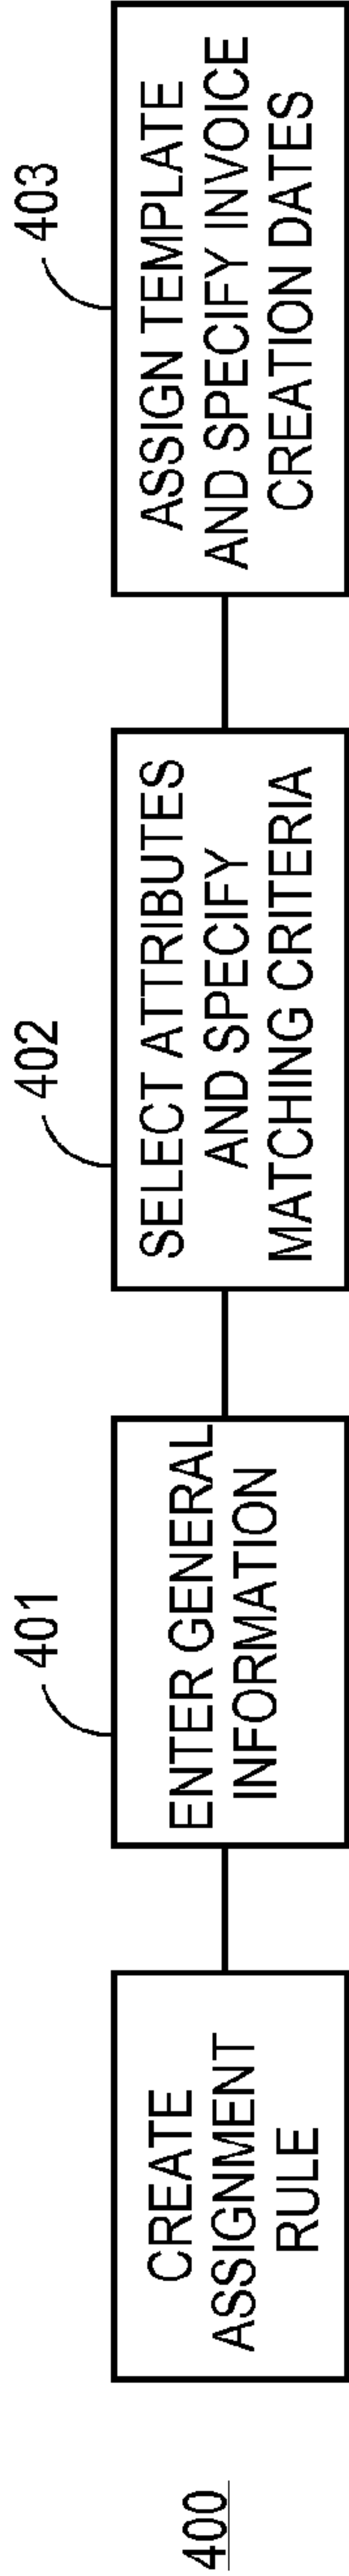 400
CREATE
ASSIGNMENT
RULE
401
ENTER GENERAL
INFORMATION
402
SELECT ATTRIBUTES
AND SPECIFY
MATCHING CRITERIA
403
ASSIGN TEMPLATE
AND SPECIFY INVOICE
CREATION DATES